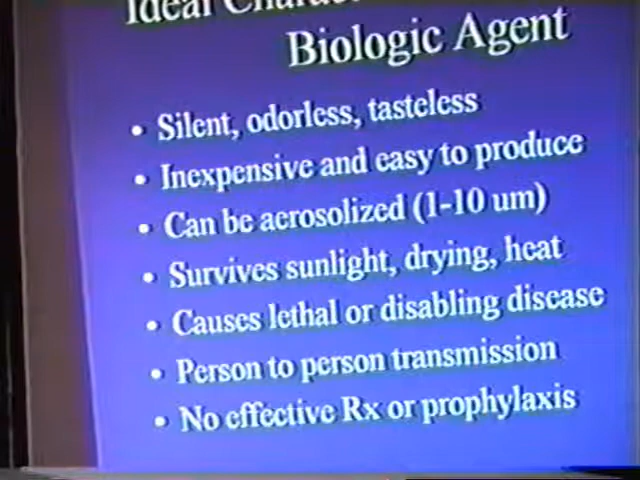 Ideal
Biologic Agent
• Silent, odorless, tasteless
• Inexpensive and easy to produce
• Can be aerosolized (1-10 um)
• Survives sunlight, drying, heat
• Causes lethal or disabling disease
• Person to person transmission
• No effective Rx or prophylaxis